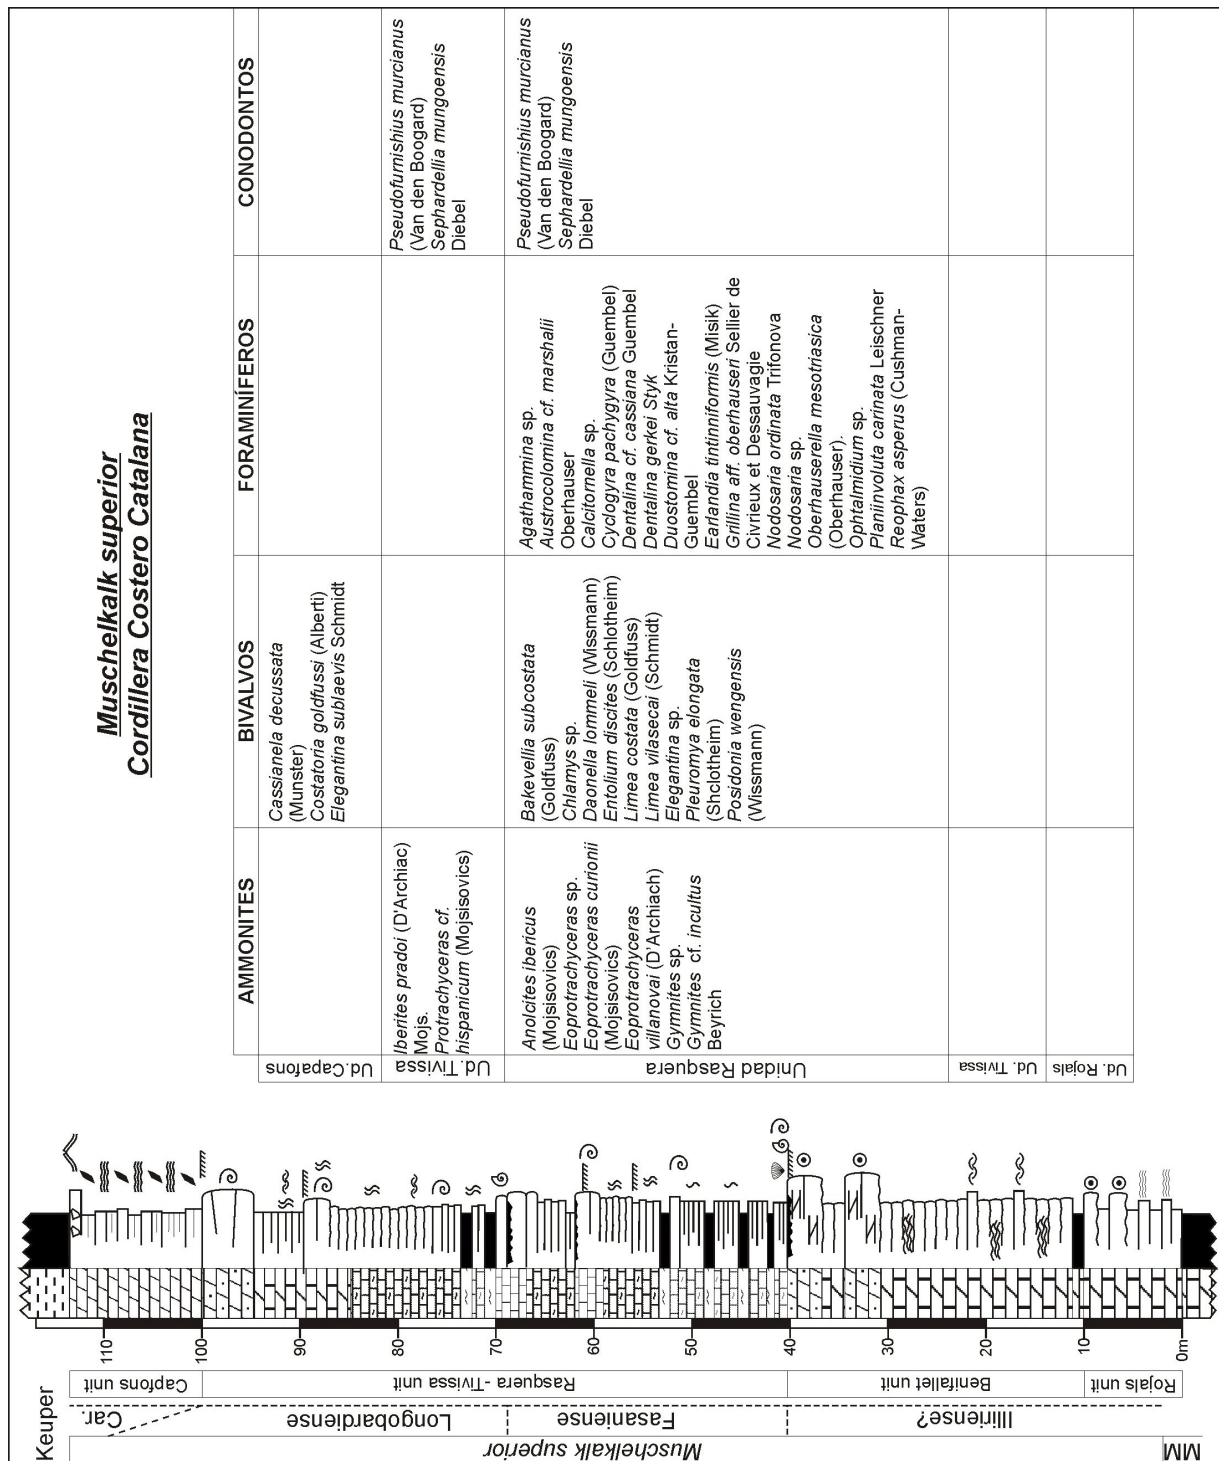 Muschelkalk superior
Cordillera Costero Catalana
AMMONITES
BIVALVOS
FORAMINÍFEROS
CONODONTOS
Ud.Capafons
Cassianela decussata
(Munster)
Costatoria goldfussi (Alberti)
Elegantina sublaevis Schmidt
Ud.Tivissa
Iberites pradoi (D'Archiac)
Mojs.
Protrachyceras cf.
hispanicum (Mojsisovics)
Pseudofurnishius murcianus
(Van den Boogard)
Sephardellia mungoensis
Diebel
Unidad Rasquera
Anolcites ibericus
(Mojsisovics)
Eoprotrachyceras sp.
Eoprotrachyceras curionii
(Mojsisovics)
Eoprotrachyceras
villanovai (D'Archiach)
Gymnites sp.
Gymnites cf. incultus
Beyrich
Bakevellia subcostata
(Goldfuss)
Chlamys sp.
Daonella lommeli (Wissmann)
Entolium discites (Schlotheim)
Limea costata (Goldfuss)
Limea vilasecai (Schmidt)
Elegantina sp.
Pleuromya elongata
(Shclotheim)
Posidonia wengensis
(Wissmann)
Agathammina sp.
Austrocolomina cf. marshalii
Oberhauser
Calcitornella sp.
Cyclogyra pachygyra (Guembel)
Dentalina cf. cassiana Guembel
Dentalina gerkei Styk
Duostomina cf. alta Kristan-
Guembel
Earlandia tintinniformis (Misik)
Grillina aff. oberhauseri Sellier de
Civrieux et Dessauvagie
Nodosaria ordinata Trifonova
Nodosaria sp.
Oberhauserella mesotriasica
(Oberhauser).
Ophtalmidium sp.
Planiinvoluta carinata Leischner
Reophax asperus (Cushman-
Waters)
Pseudofurnishius murcianus
(Van den Boogard)
Sephardellia mungoensis
Diebel
Ud. Tivissa
Ud. Rojals
110
100
90
80
70
60
50
40
30
20
10
0m
Capfons unit
Rasquera -Tivissa unit
Benifallet unit
Rojals unit
Keuper
Car.
Longobardiense
Fasaniense
Illiriense?
Muschelkalk superior
MM